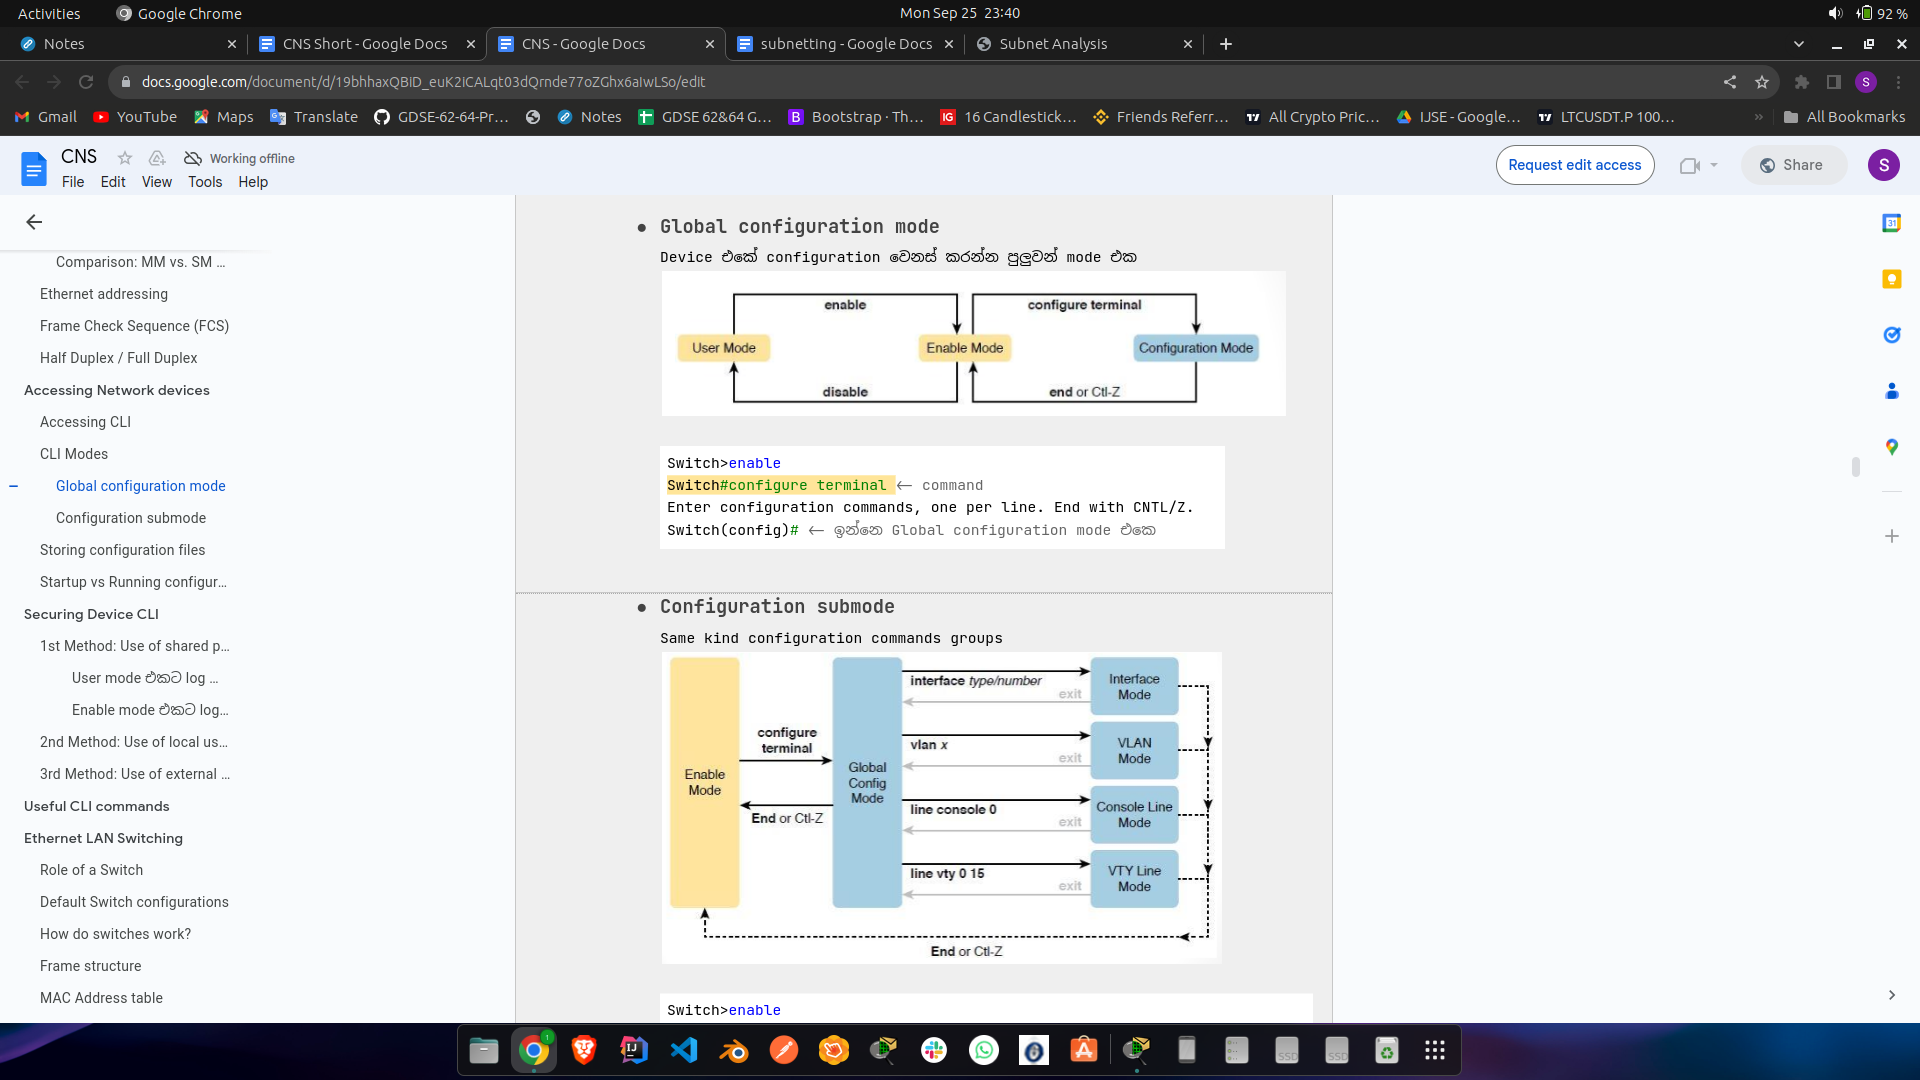 Activities
Google Chrome
Mon Sep 25 23:40
92 %
Notes
CNS Short - Google Docs
CNS - Google Docs
subnetting - Google Docs
Subnet Analysis
docs.google.com/document/d/19bhhaxQBID_euK2iCALqt03dQrnde77oZGhx6aIwLSo/edit
S
Gmail
YouTube
Maps
Translate
GDSE-62-64-Pr…
Notes
GDSE 62&64 G…
Bootstrap · Th…
16 Candlestick…
Friends Referr…
All Crypto Pric…
IJSE - Google…
LTCUSDT.P 100…
All Bookmarks
CNS
Working offline
File Edit View Tools Help
Request edit access
Share
S
Comparison: MM vs. SM …
Ethernet addressing
Frame Check Sequence (FCS)
Half Duplex / Full Duplex
Accessing Network devices
Accessing CLI
CLI Modes
Global configuration mode
Configuration submode
Storing configuration files
Startup vs Running configur…
Securing Device CLI
1st Method: Use of shared p…
User mode එකට log …
Enable mode එකට log…
2nd Method: Use of local us…
3rd Method: Use of external …
Useful CLI commands
Ethernet LAN Switching
Role of a Switch
Default Switch configurations
How do switches work?
Frame structure
MAC Address table
● Global configuration mode
Device එකේ configuration වෙනස් කරන්න පුලුවන් mode එක
enable
configure terminal
User Mode
Enable Mode
Configuration Mode
disable
end or Ctl-Z
Switch>enable
Switch#configure terminal <- command
Enter configuration commands, one per line. End with CNTL/Z.
Switch(config)# <- ඉන්නෙ Global configuration mode එකෙ
● Configuration submode
Same kind configuration commands groups
Enable
Mode
configure
terminal
End or Ctl-Z
Global
Config
Mode
interface type/number
exit
Interface
Mode
vlan x
exit
VLAN
Mode
line console 0
exit
Console Line
Mode
line vty 0 15
exit
VTY Line
Mode
End or Ctl-Z
Switch>enable
31
1
IJ
SSD
SSD